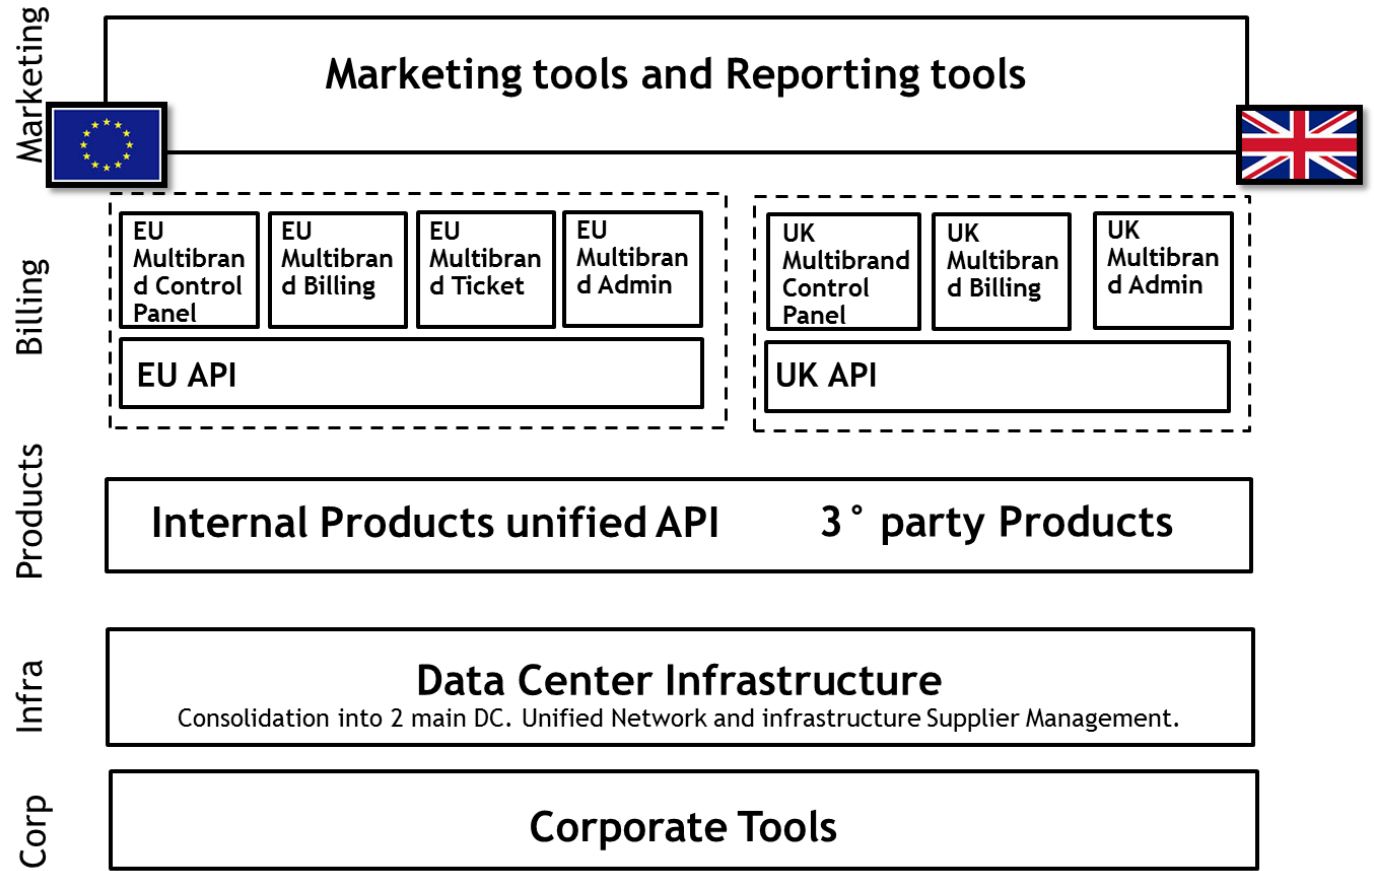 Marketing
Marketing tools and Reporting tools
Billing
EU
Multibran
d Control
Panel
EU
Multibran
d Billing
EU
Multibran
d Ticket
EU
Multibran
d Admin
EU API
UK
Multibrand
Control
Panel
UK
Multibran
d Billing
UK
Multibran
d Admin
UK API
Products
Internal Products unified API
3° party Products
Infra
Data Center Infrastructure
Consolidation into 2 main DC. Unified Network and infrastructure Supplier Management.
Corp
Corporate Tools